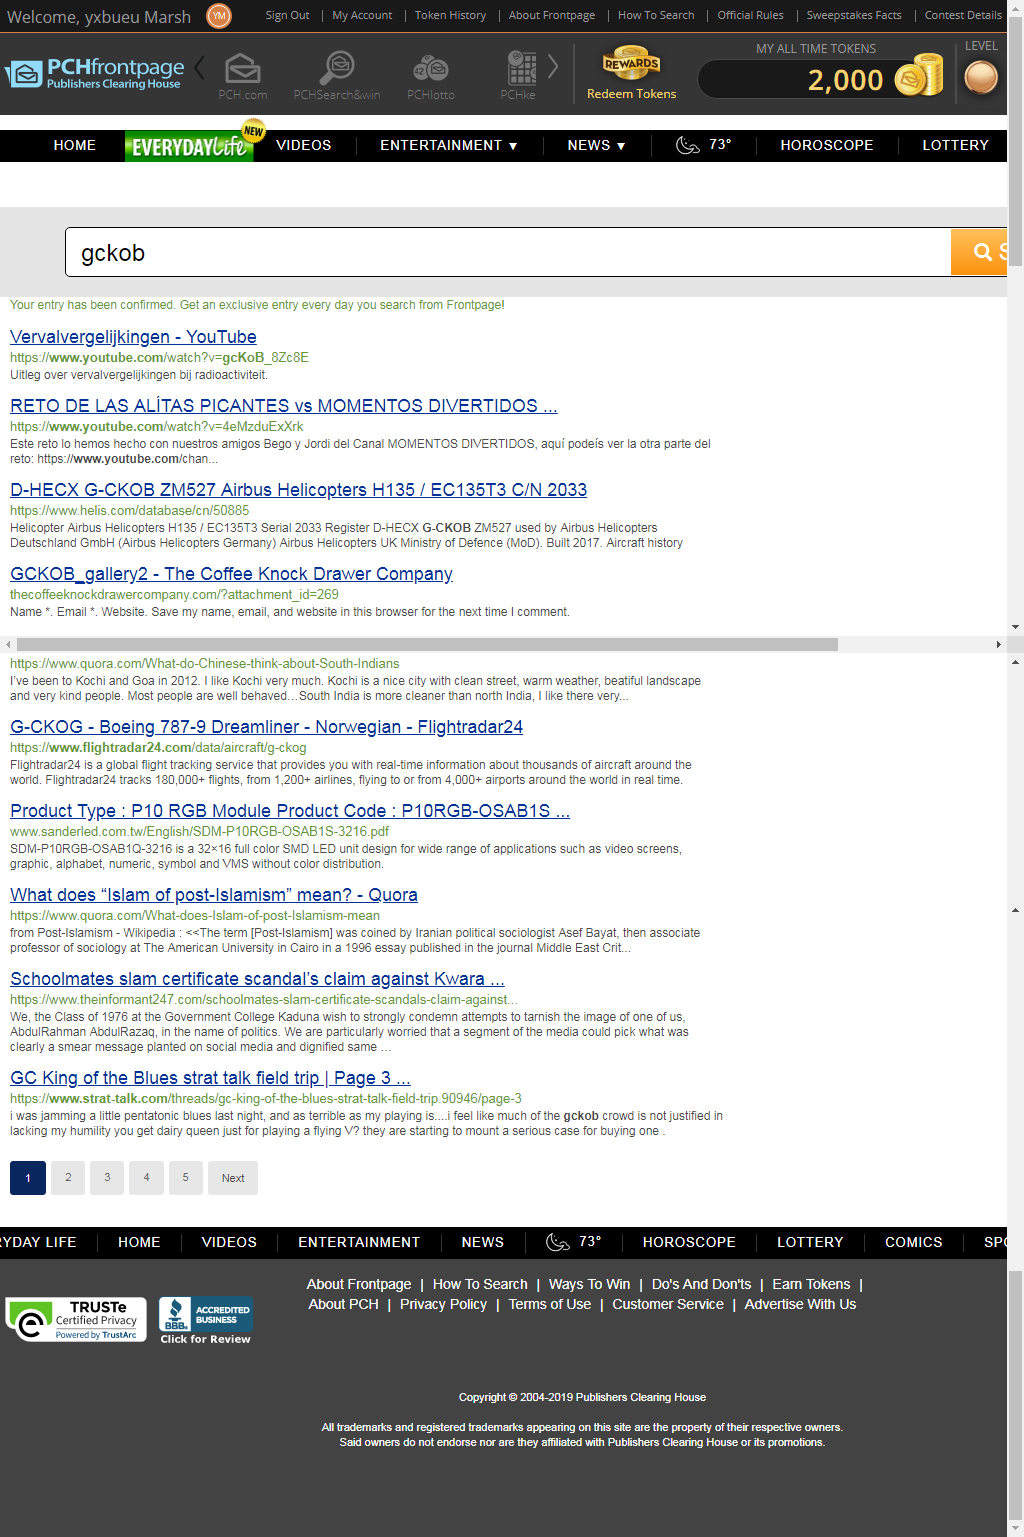 Welcome, yxbueu Marsh YM Sign Out | My Account | Token History | About Frontpage | How To Search | Official Rules | Sweepstakes Facts | Contest Details
PCHfrontpage
Publishers Clearing House
PCH.com PCHSearch&win PCHlotto PCHke
42
REWARDS
Redeem Tokens
MY ALL TIME TOKENS
2,000
LEVEL
HOME EVERYDAY Life NEW VIDEOS ENTERTAINMENT ▼ NEWS ▼ 73° HOROSCOPE LOTTERY
gckob S
Your entry has been confirmed. Get an exclusive entry every day you search from Frontpage!
Vervalvergelijkingen - YouTube
https://www.youtube.com/watch?v=gcKoB_8Zc8E
Uitleg over vervalvergelijkingen bij radioactiviteit.
RETO DE LAS ALÍTAS PICANTES vs MOMENTOS DIVERTIDOS ...
https://www.youtube.com/watch?v=4eMzduExXrk
Este reto lo hemos hecho con nuestros amigos Bego y Jordi del Canal MOMENTOS DIVERTIDOS, aquí podeís ver la otra parte del
reto: https://www.youtube.com/chan...
D-HECX G-CKOB ZM527 Airbus Helicopters H135 / EC135T3 C/N 2033
https://www.helis.com/database/cn/50885
Helicopter Airbus Helicopters H135 / EC135T3 Serial 2033 Register D-HECX G-CKOB ZM527 used by Airbus Helicopters
Deutschland GmbH (Airbus Helicopters Germany) Airbus Helicopters UK Ministry of Defence (MoD). Built 2017. Aircraft history
GCKOB_gallery2 - The Coffee Knock Drawer Company
thecoffeeknockdrawercompany.com/?attachment_id=269
Name *. Email *. Website. Save my name, email, and website in this browser for the next time I comment.
https://www.quora.com/What-do-Chinese-think-about-South-Indians
I've been to Kochi and Goa in 2012. I like Kochi very much. Kochi is a nice city with clean street, warm weather, beatiful landscape
and very kind people. Most people are well behaved...South India is more cleaner than north India, I like there very...
G-CKOG - Boeing 787-9 Dreamliner - Norwegian - Flightradar24
https://www.flightradar24.com/data/aircraft/g-ckog
Flightradar24 is a global flight tracking service that provides you with real-time information about thousands of aircraft around the
world. Flightradar24 tracks 180,000+ flights, from 1,200+ airlines, flying to or from 4,000+ airports around the world in real time.
Product Type : P10 RGB Module Product Code : P10RGB-OSAB1S ...
www.sanderled.com.tw/English/SDM-P10RGB-OSAB1S-3216.pdf
SDM-P10RGB-OSAB1Q-3216 is a 32×16 full color SMD LED unit design for wide range of applications such as video screens,
graphic, alphabet, numeric, symbol and VMS without color distribution.
What does “Islam of post-Islamism” mean? - Quora
https://www.quora.com/What-does-Islam-of-post-Islamism-mean
from Post-Islamism - Wikipedia : <<The term [Post-Islamism] was coined by Iranian political sociologist Asef Bayat, then associate
professor of sociology at The American University in Cairo in a 1996 essay published in the journal Middle East Crit...
Schoolmates slam certificate scandal's claim against Kwara ...
https://www.theinformant247.com/schoolmates-slam-certificate-scandals-claim-against...
We, the Class of 1976 at the Government College Kaduna wish to strongly condemn attempts to tarnish the image of one of us,
AbdulRahman AbdulRazaq, in the name of politics. We are particularly worried that a segment of the media could pick what was
clearly a smear message planted on social media and dignified same ...
GC King of the Blues strat talk field trip | Page 3 ...
https://www.strat-talk.com/threads/gc-king-of-the-blues-strat-talk-field-trip.90946/page-3
i was jamming a little pentatonic blues last night, and as terrible as my playing is....i feel like much of the gckob crowd is not justified in
lacking my humility you get dairy queen just for playing a flying V? they are starting to mount a serious case for buying one .
1 2 3 4 5 Next
RYDAY LIFE HOME VIDEOS ENTERTAINMENT NEWS 73° HOROSCOPE LOTTERY COMICS SPO
About Frontpage | How To Search | Ways To Win | Do's And Don'ts | Earn Tokens |
About PCH | Privacy Policy | Terms of Use | Customer Service | Advertise With Us
TRUSTe
Certified Privacy
Powered by TrustArc
BBB. ACCREDITED BUSINESS
Click for Review
Copyright © 2004-2019 Publishers Clearing House
All trademarks and registered trademarks appearing on this site are the property of their respective owners.
Said owners do not endorse nor are they affiliated with Publishers Clearing House or its promotions.